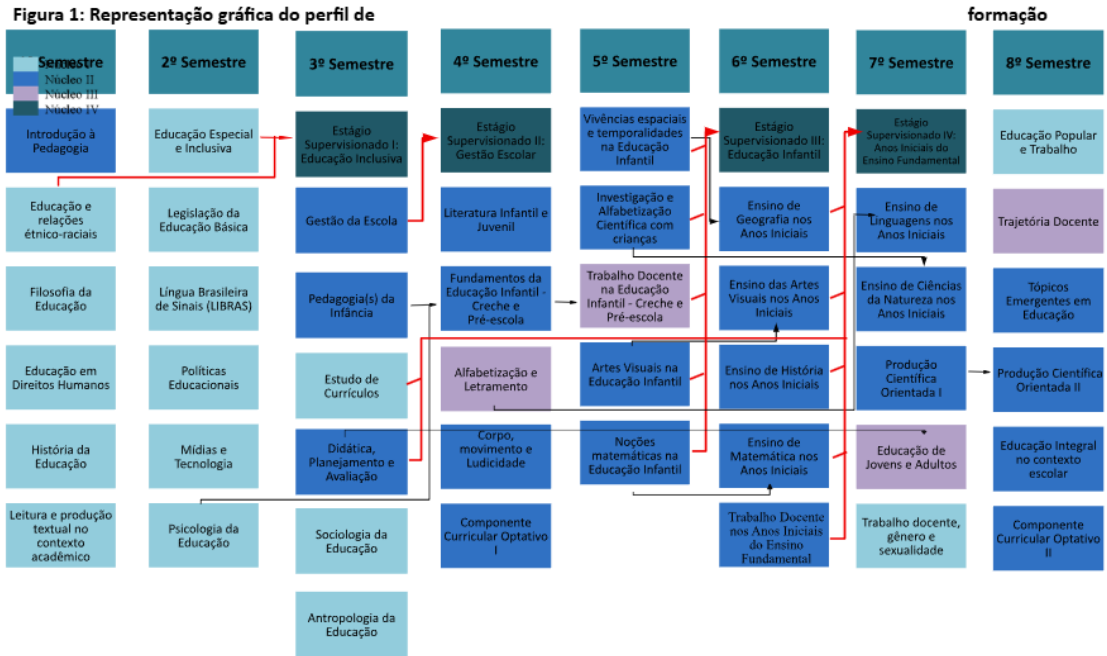 Figura 1: Representação gráfica do perfil de formação
Semestre
2º Semestre
3º Semestre
4º Semestre
5º Semestre
6º Semestre
7º Semestre
8º Semestre
Núcleo II
Núcleo III
Núcleo IV
Introdução à
Pedagogia
Educação e
relações
étnico-raciais
Filosofia da
Educação
Educação em
Direitos Humanos
História da
Educação
Leitura e produção
textual no
contexto
acadêmico
Educação Especial
e Inclusiva
Legislação da
Educação Básica
Língua Brasileira
de Sinais (LIBRAS)
Políticas
Educacionais
Mídias e
Tecnologia
Psicologia da
Educação
Estágio
Supervisionado I:
Educação Inclusiva
Gestão da Escola
Pedagogia(s) da
Infância
Estudo de
Currículos
Didática,
Planejamento e
Avaliação
Sociologia da
Educação
Antropologia da
Educação
Estágio
Supervisionado II:
Gestão Escolar
Literatura Infantil e
Juvenil
Fundamentos da
Educação Infantil -
Creche e
Pré-escola
Alfabetização e
Letramento
Corpo,
movimento e
Ludicidade
Componente
Curricular Optativo
I
Vivências espaciais
e temporalidades
na Educação
Infantil
Investigação e
Alfabetização
Científica com
crianças
Trabalho Docente
na Educação
Infantil - Creche e
Pré-escola
Artes Visuais na
Educação Infantil
Noções
matemáticas na
Educação Infantil
Estágio
Supervisionado III:
Educação Infantil
Ensino de
Geografia nos
Anos Iniciais
Ensino das Artes
Visuais nos Anos
Iniciais
Ensino de História
nos Anos Iniciais
Ensino de
Matemática nos
Anos Iniciais
Trabalho Docente
nos Anos Iniciais
do Ensino
Fundamental
Estágio
Supervisionado IV:
Anos Iniciais do
Ensino Fundamental
Ensino de
Linguagens nos
Anos Iniciais
Ensino de Ciências
da Natureza nos
Anos Iniciais
Produção
Científica
Orientada I
Educação de
Jovens e Adultos
Trabalho docente,
gênero e
sexualidade
Educação Popular
e Trabalho
Trajetória Docente
Tópicos
Emergentes em
Educação
Produção Científica
Orientada II
Educação Integral
no contexto
escolar
Componente
Curricular Optativo
II